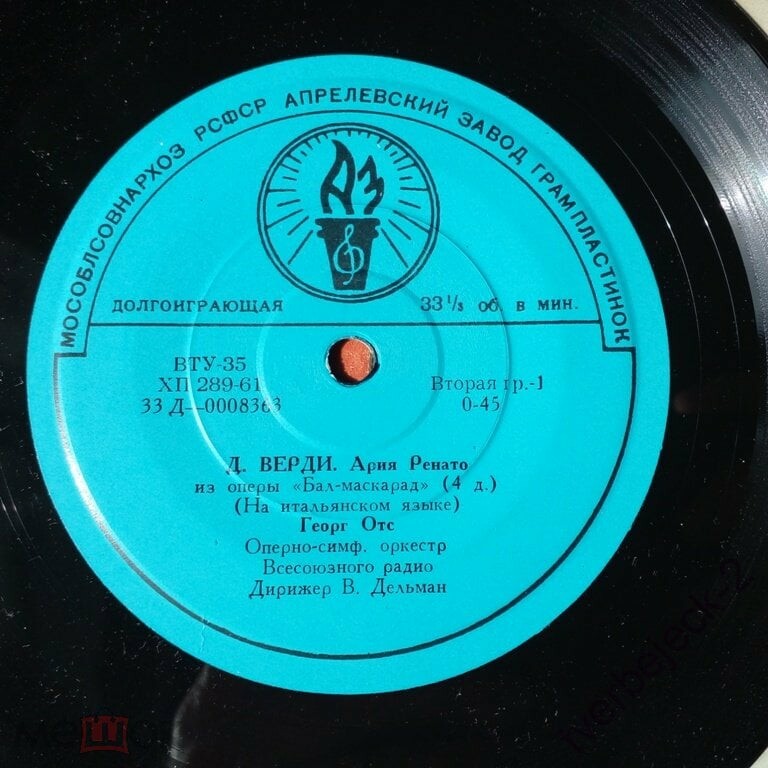 МОСОБЛСОВНАРХОЗ РСФСР АПРЕЛЕВСКИЙ ЗАВОД ГРАМПЛАСТИНОК
АЗ
ДОЛГОИГРАЮЩАЯ 33 1/3 об. в мин.
ВТУ-35
ХП 289-61 Вторая гр.-1
33 Д—0008363 0-45
Д. ВЕРДИ. Ария Ренато
из оперы «Бал-маскарад» (4 д.)
(На итальянском языке)
Георг Отс
Оперно-симф. оркестр
Всесоюзного радио
Дирижер В. Дельман
iverbejeck-2